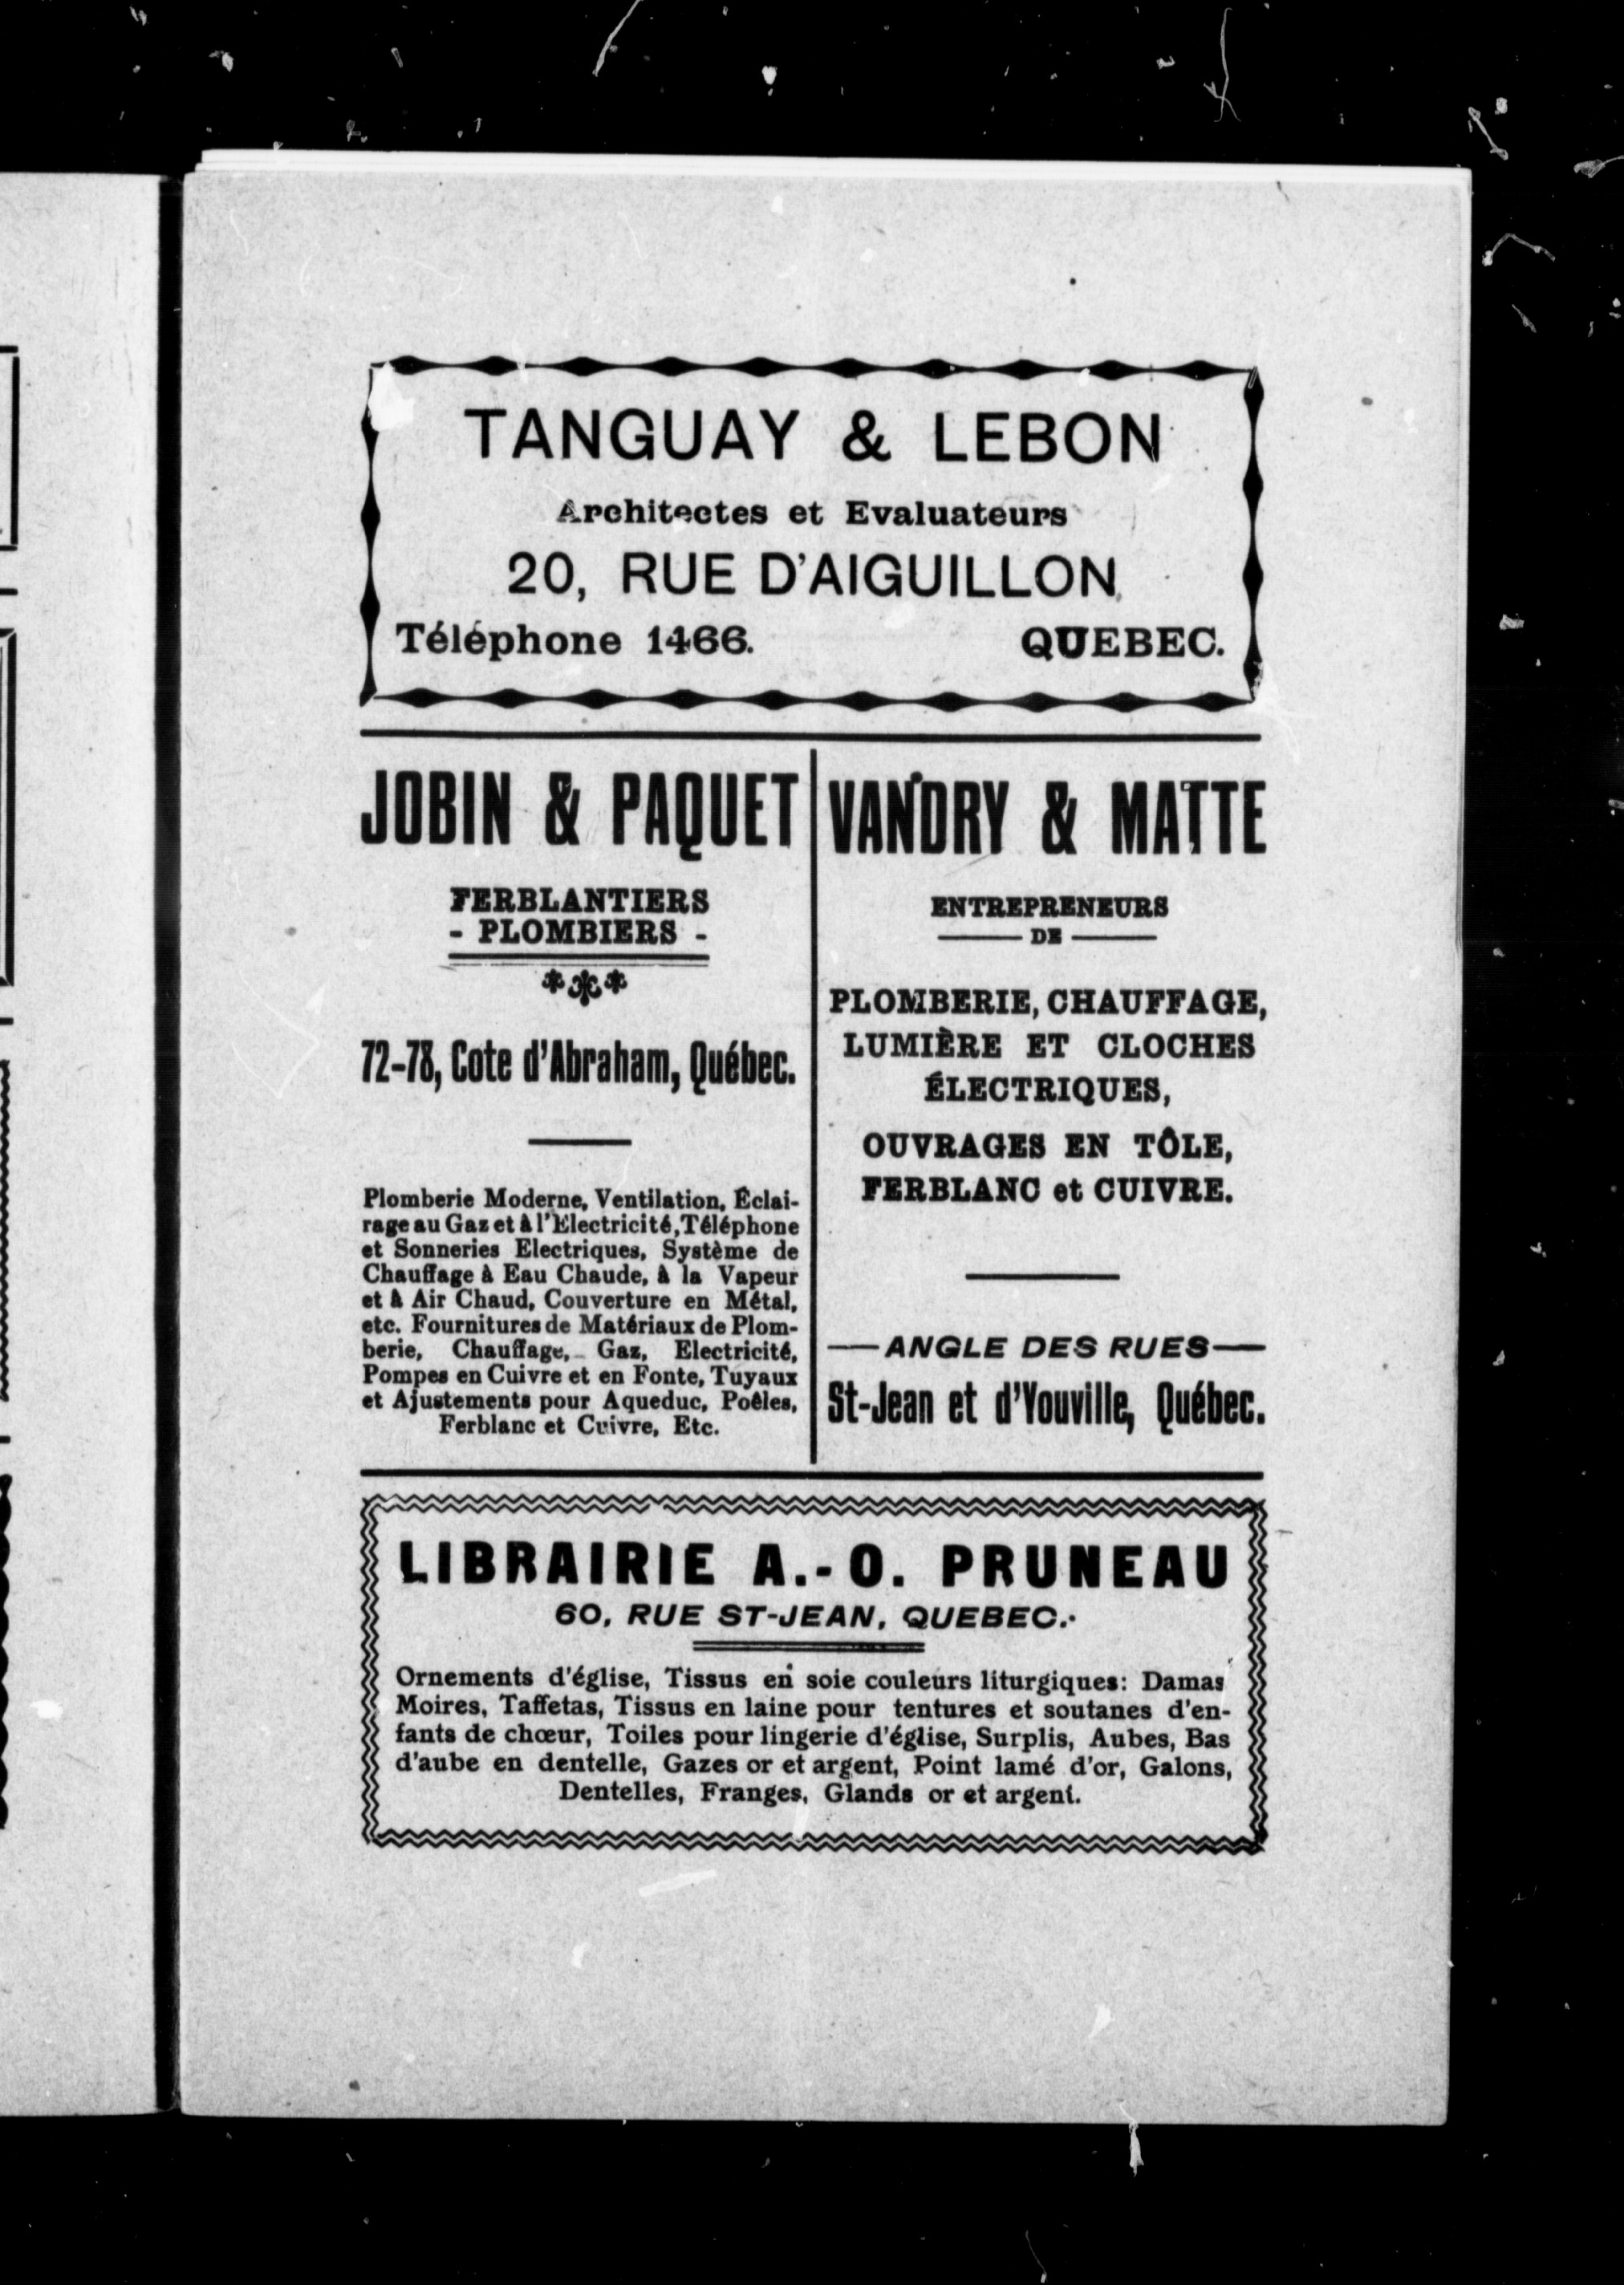 TANGUAY & LEBON
Architectes et Evaluateurs
20, RUE D'AIGUILLON
Téléphone 1466. QUEBEC.
JOBIN & PAQUET
FERBLANTIERS
- PLOMBIERS -
72-78, Cote d'Abraham, Québec.
Plomberie Moderne, Ventilation, Éclai-
rage au Gaz et à l'Electricité, Téléphone
et Sonneries Electriques, Système de
Chauffage à Eau Chaude, à la Vapeur
et à Air Chaud, Couverture en Métal,
etc. Fournitures de Matériaux de Plom-
berie, Chauffage, Gaz, Electricité,
Pompes en Cuivre et en Fonte, Tuyaux
et Ajustements pour Aqueduc, Poêles,
Ferblanc et Cuivre, Etc.
VANDRY & MATTE
ENTREPRENEURS
DE
PLOMBERIE, CHAUFFAGE,
LUMIÈRE ET CLOCHES
ÉLECTRIQUES,
OUVRAGES EN TÔLE,
FERBLANC et CUIVRE.
— ANGLE DES RUES —
St-Jean et d'Youville, Québec.
LIBRAIRIE A.-O. PRUNEAU
60, RUE ST-JEAN, QUEBEC.
Ornements d'église, Tissus en soie couleurs liturgiques: Damas
Moires, Taffetas, Tissus en laine pour tentures et soutanes d'en-
fants de chœur, Toiles pour lingerie d'église, Surplis, Aubes, Bas
d'aube en dentelle, Gazes or et argent, Point lamé d'or, Galons,
Dentelles, Franges, Glands or et argent.